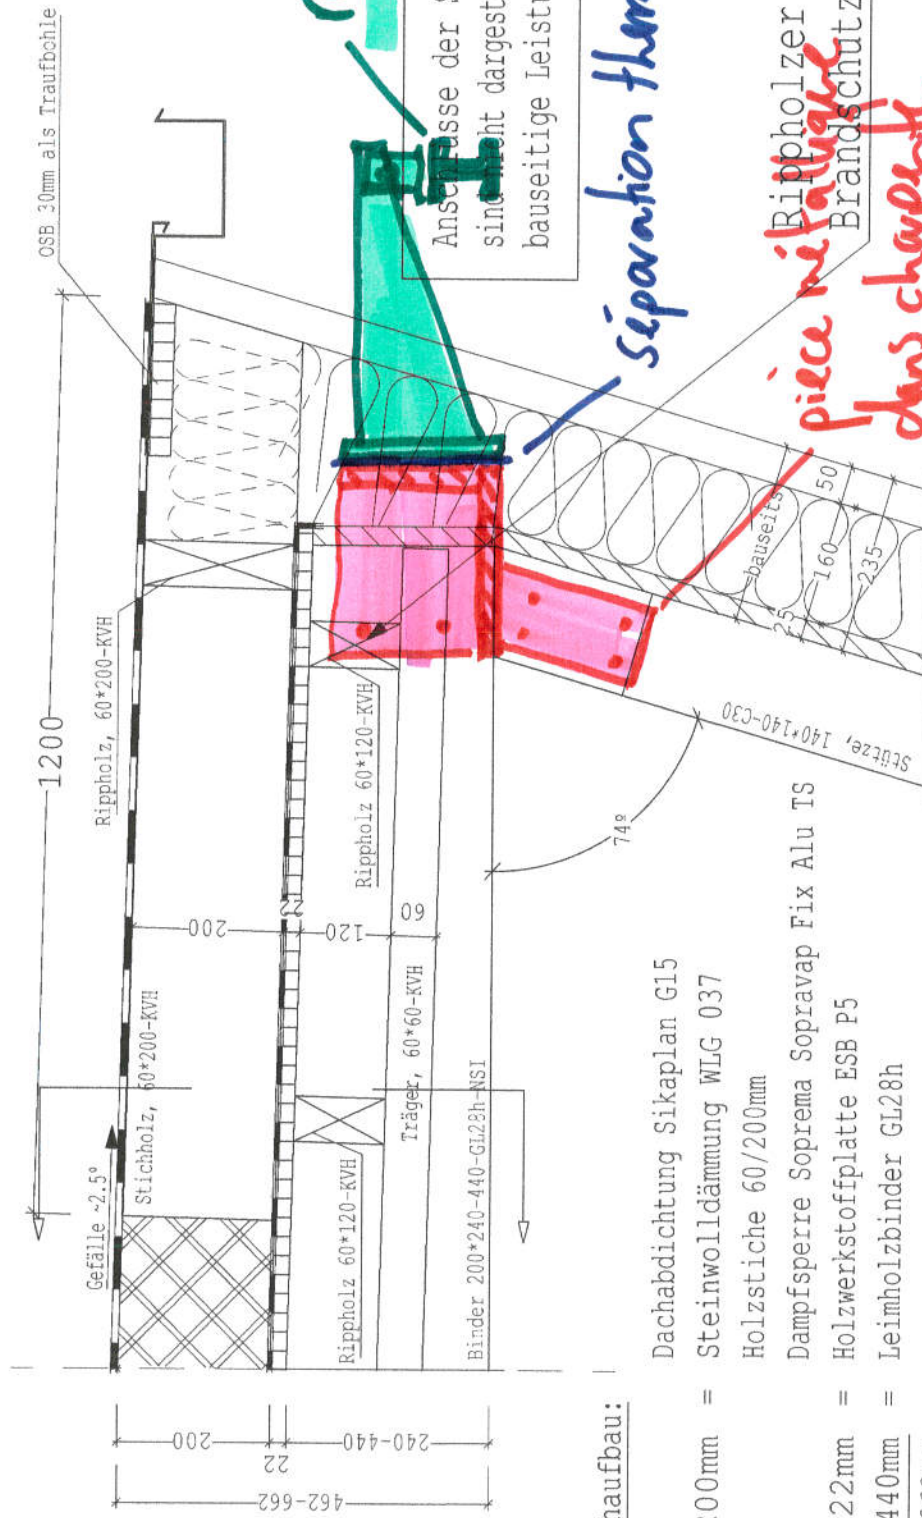 OSB 30mm als Traufbohle
1200
Rippholz, 60*200-KVH
Gefälle ~2.5°
Stichholz, 60*200-KVH
200
22
120
60
Rippholz 60*120-KVH
Rippholz 60*120-KVH
Träger, 60*60-KVH
Binder 200*240-440-GL28h-NSI
200
22
240-440
462-662
74º
Stütze, 140*140-C30
bauseits
50
25
160
235
Anschlüsse der
sind nicht dargest
bauseitige Leistu
séparation therm
Rippholzer
Brandschutz
pièce métallique
dans charpente
naufbau:
Dachabdichtung Sikaplan G15
200mm = Steinwolldämmung WLG 037
Holzstiche 60/200mm
Dampfsperre Soprema Sopravap Fix Alu TS
22mm = Holzwerkstoffplatte ESB P5
440mm = Leimholzbinder GL28h